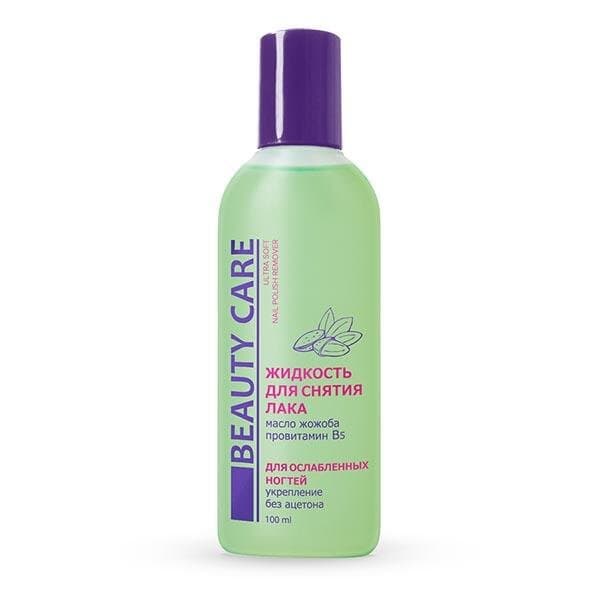 BEAUTY CARE
ULTRA SOFT
NAIL POLISH REMOVER
ЖИДКОСТЬ
ДЛЯ СНЯТИЯ
ЛАКА
масло жожоба
провитамин B5
ДЛЯ ОСЛАБЛЕННЫХ
НОГТЕЙ
укрепление
без ацетона
100 ml